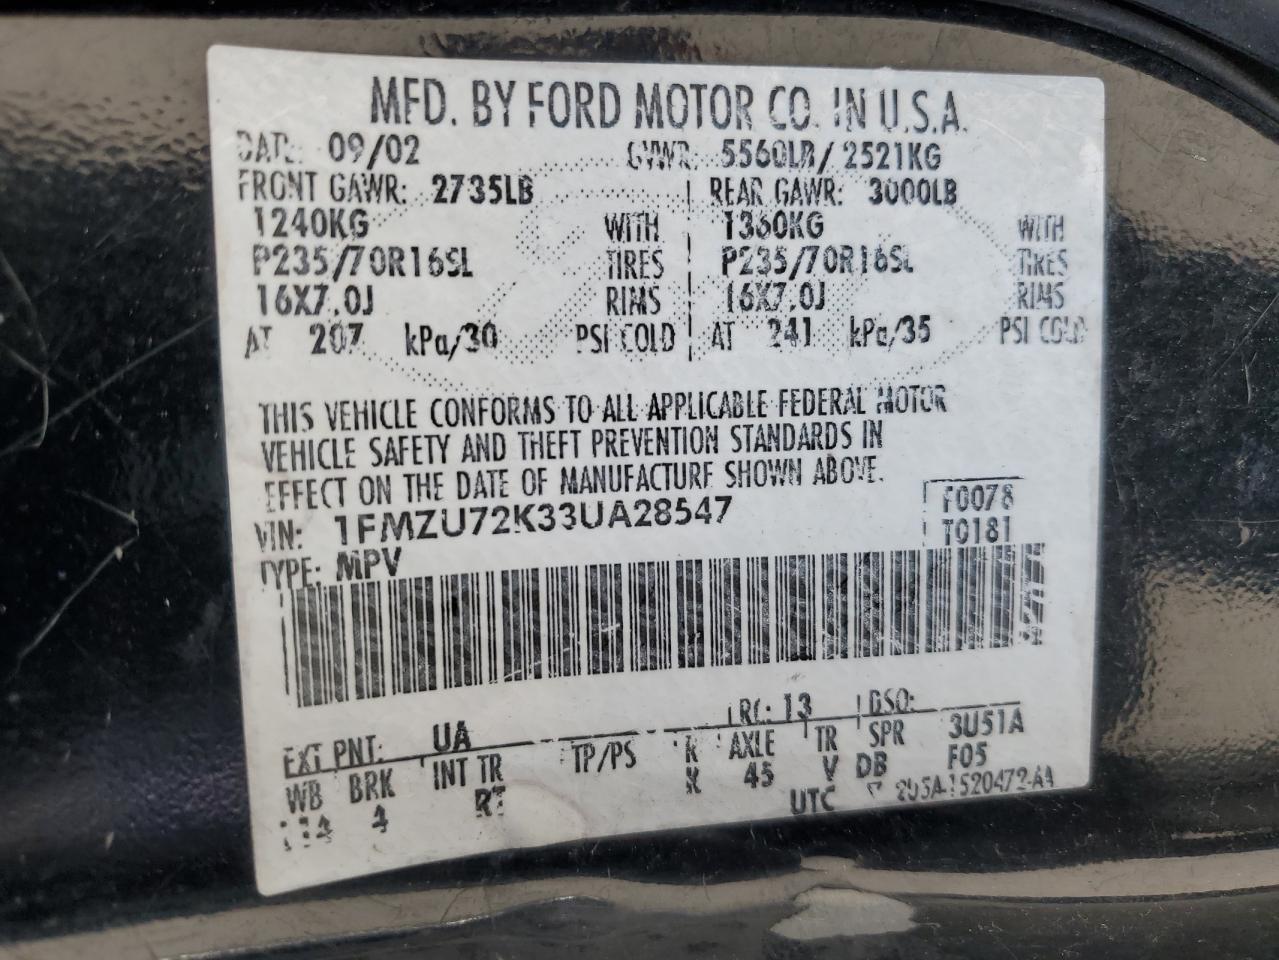 MFD. BY FORD MOTOR CO. IN U.S.A.
DATE: 09/02 GVWR: 5560LB/2521KG
FRONT GAWR: 2735LB REAR GAWR: 3000LB
1240KG WITH 1360KG WITH
P235/70R16SL TIRES P235/70R16SL TIRES
16X7.0J RIMS 16X7.0J RIMS
AT 207 kPa/30 PSI COLD AT 241 kPa/35 PSI COLD
THIS VEHICLE CONFORMS TO ALL APPLICABLE FEDERAL MOTOR
VEHICLE SAFETY AND THEFT PREVENTION STANDARDS IN
EFFECT ON THE DATE OF MANUFACTURE SHOWN ABOVE.
VIN: 1FMZU72K33UA28547 F0078
TYPE: MPV T0181
EXT PNT: UA RC: 13 DSO:
WB BRK INT TR TP/PS R AXLE TR SPR 3U51A
114 4 RT K 45 V DB F05
UTC